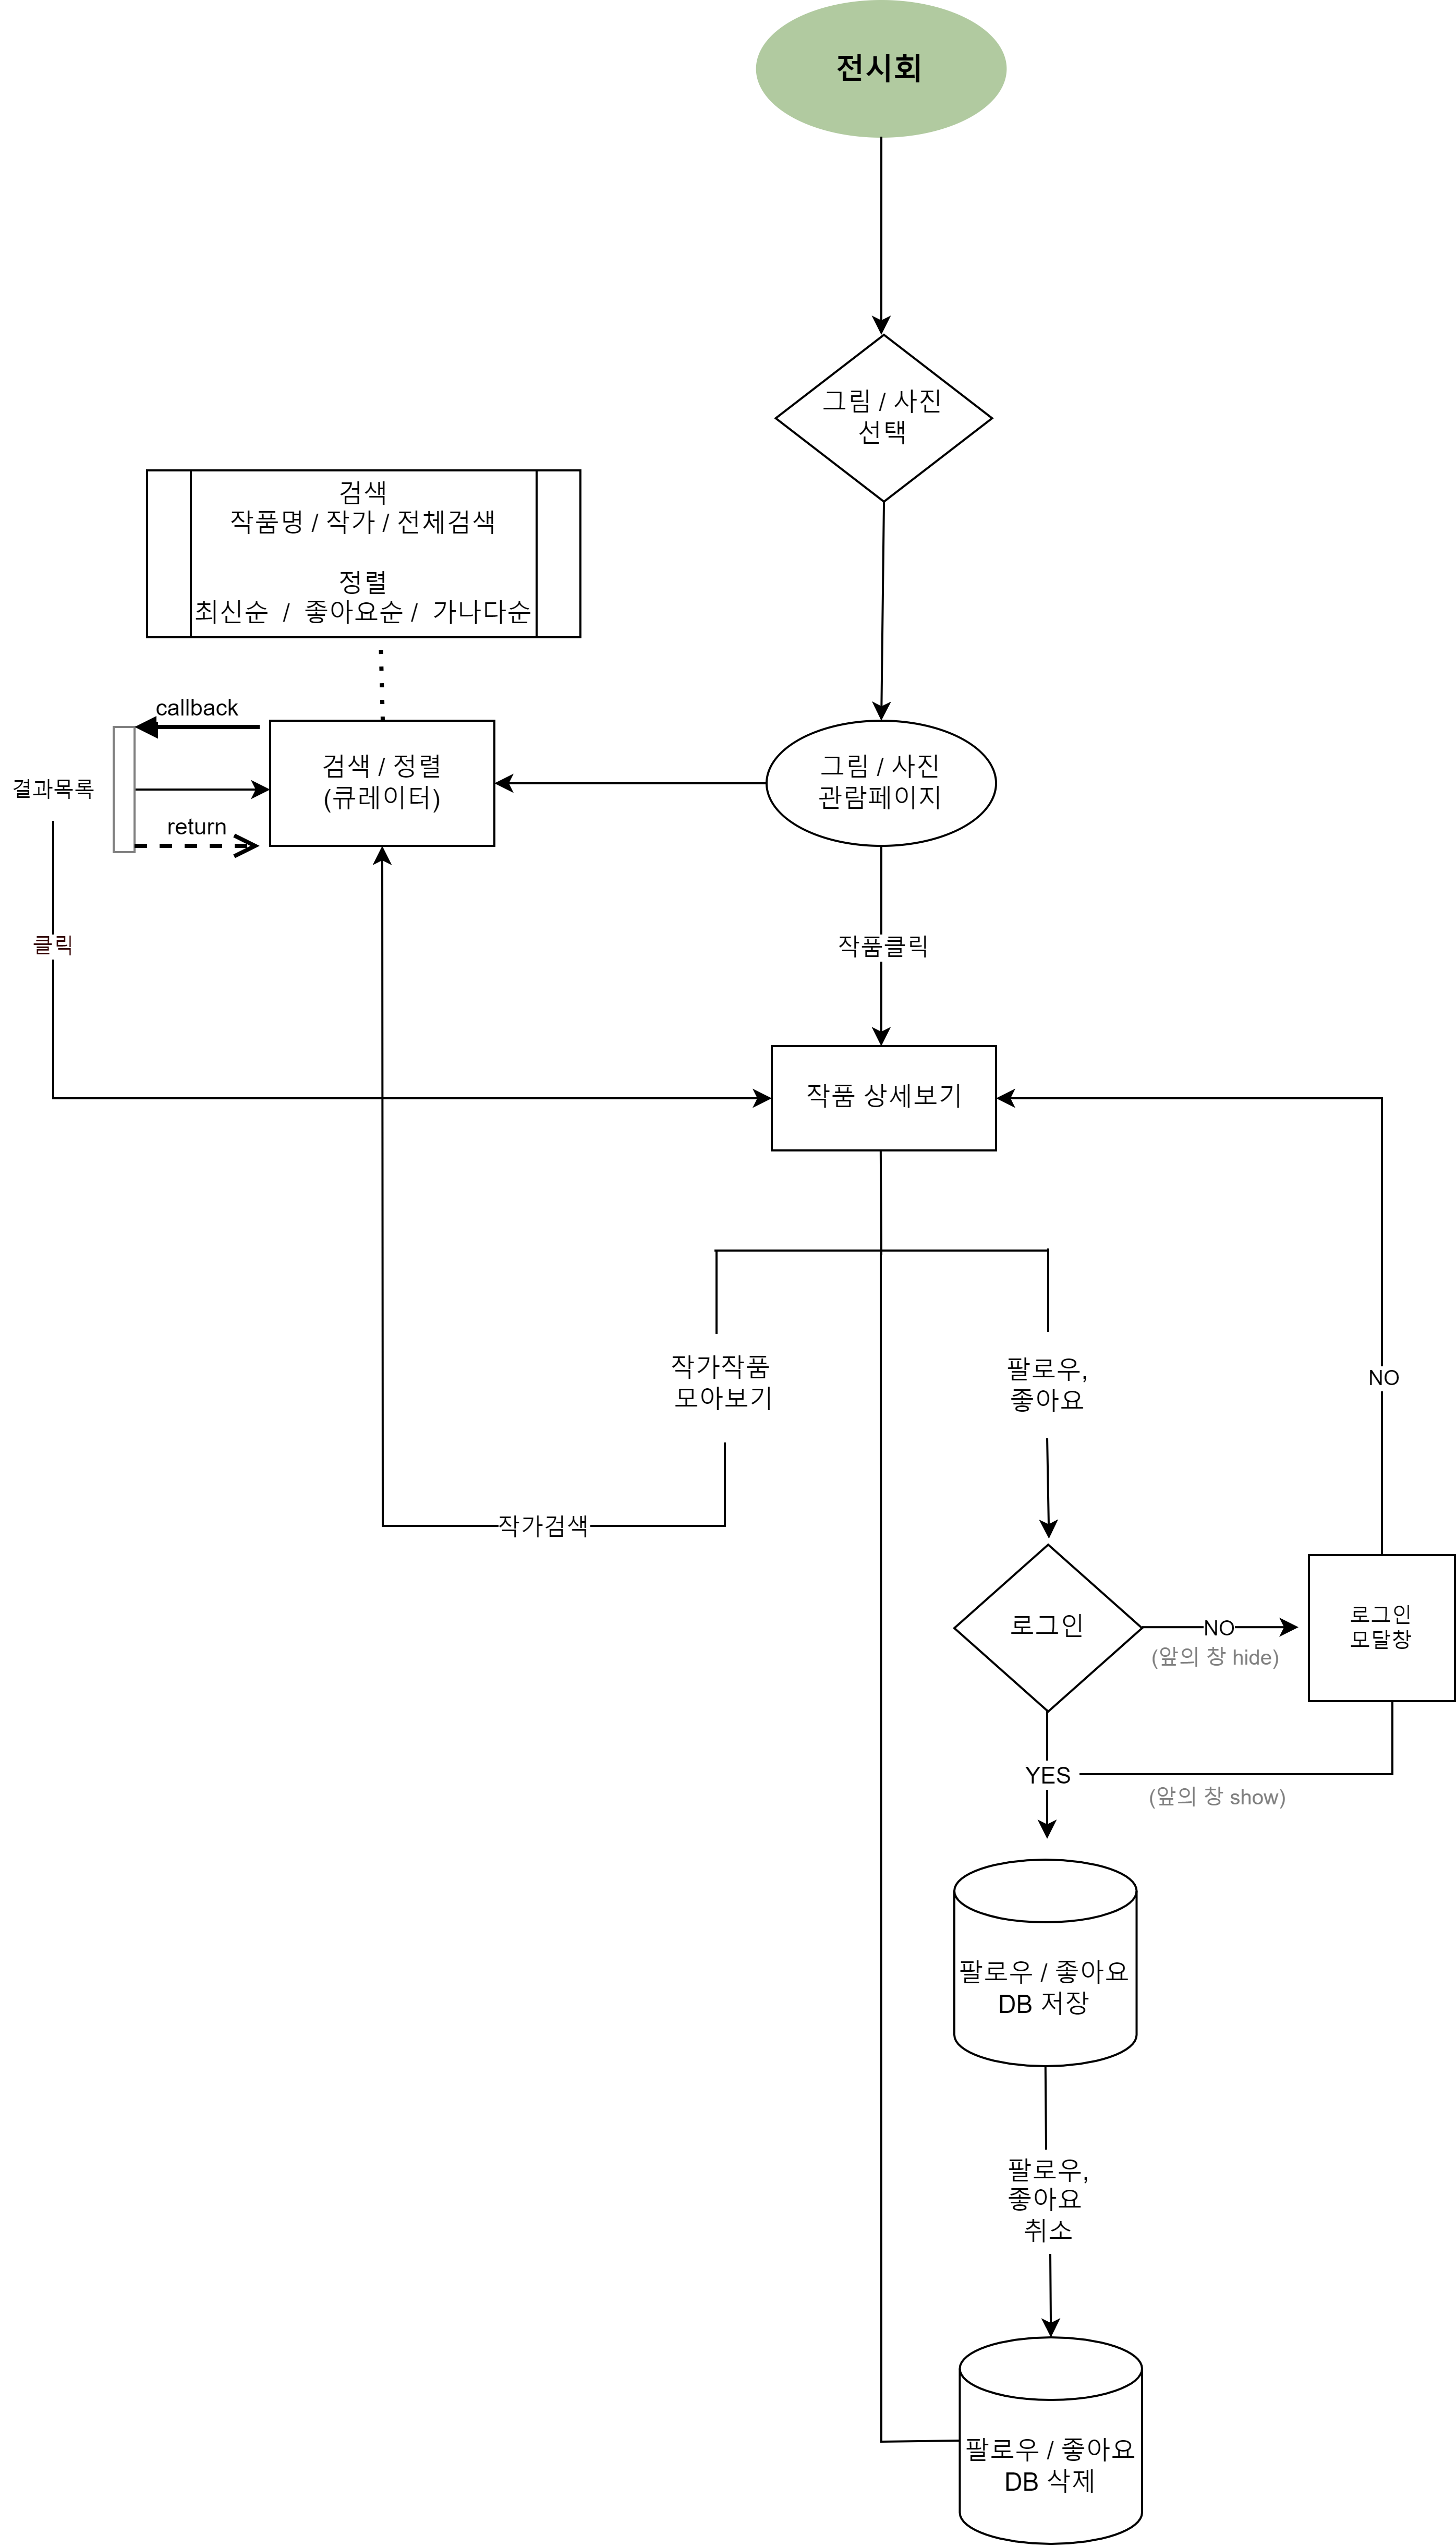 전시회
그림 / 사진
선택
검색
작품명 / 작가 / 전체검색
정렬
최신순 / 좋아요순 / 가나다순
callback
결과목록
return
검색 / 정렬
(큐레이터)
그림 / 사진
관람페이지
클릭
작품클릭
작품 상세보기
작가작품
모아보기
팔로우,
좋아요
NO
작가검색
로그인
NO
(앞의 창 hide)
로그인
모달창
YES
(앞의 창 show)
팔로우 / 좋아요
DB 저장
팔로우,
좋아요
취소
팔로우 / 좋아요
DB 삭제